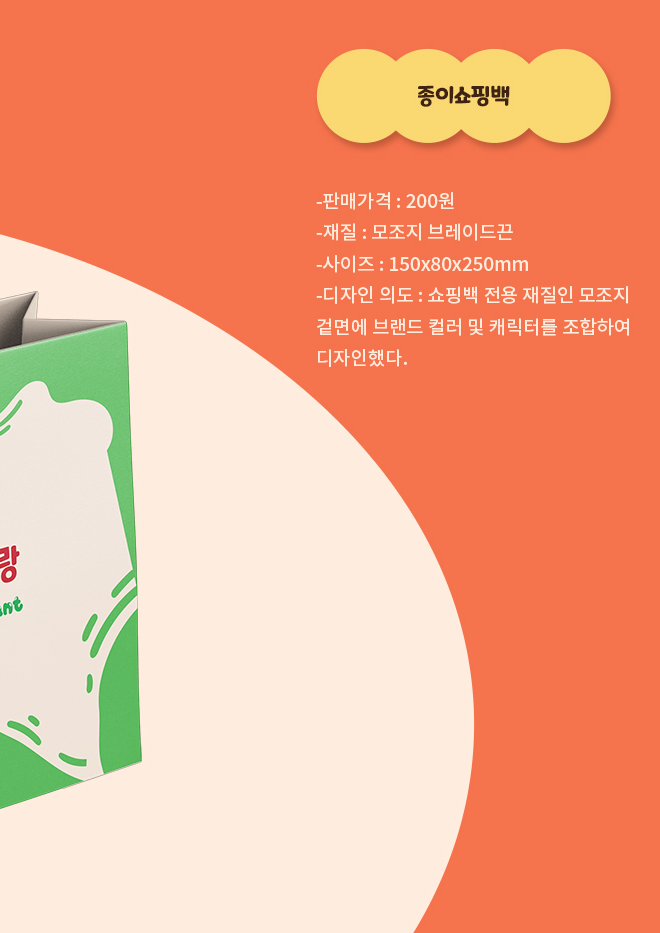 종이쇼핑백
-판매가격 : 200원
-재질 : 모조지 브레이드끈
-사이즈 : 150x80x250mm
-디자인 의도 : 쇼핑백 전용 재질인 모조지
겉면에 브랜드 컬러 및 캐릭터를 조합하여
디자인했다.
랑